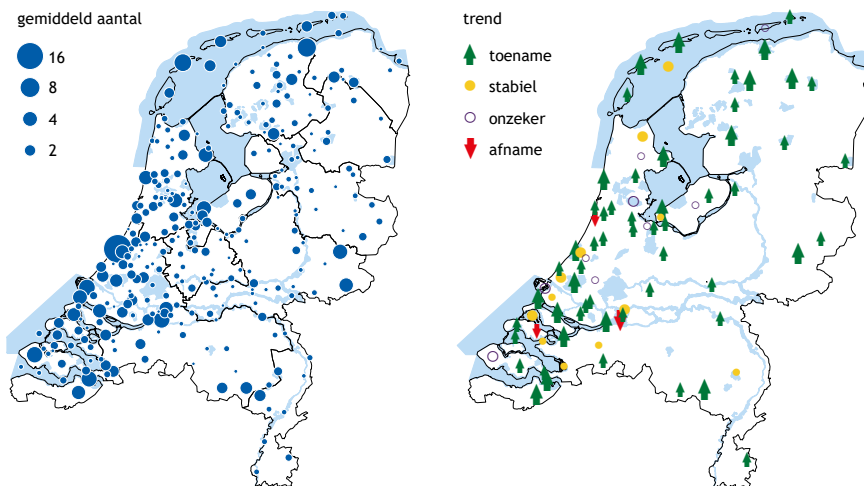 gemiddeld aantal
16
8
4
2
trend
toename
stabiel
onzeker
afname